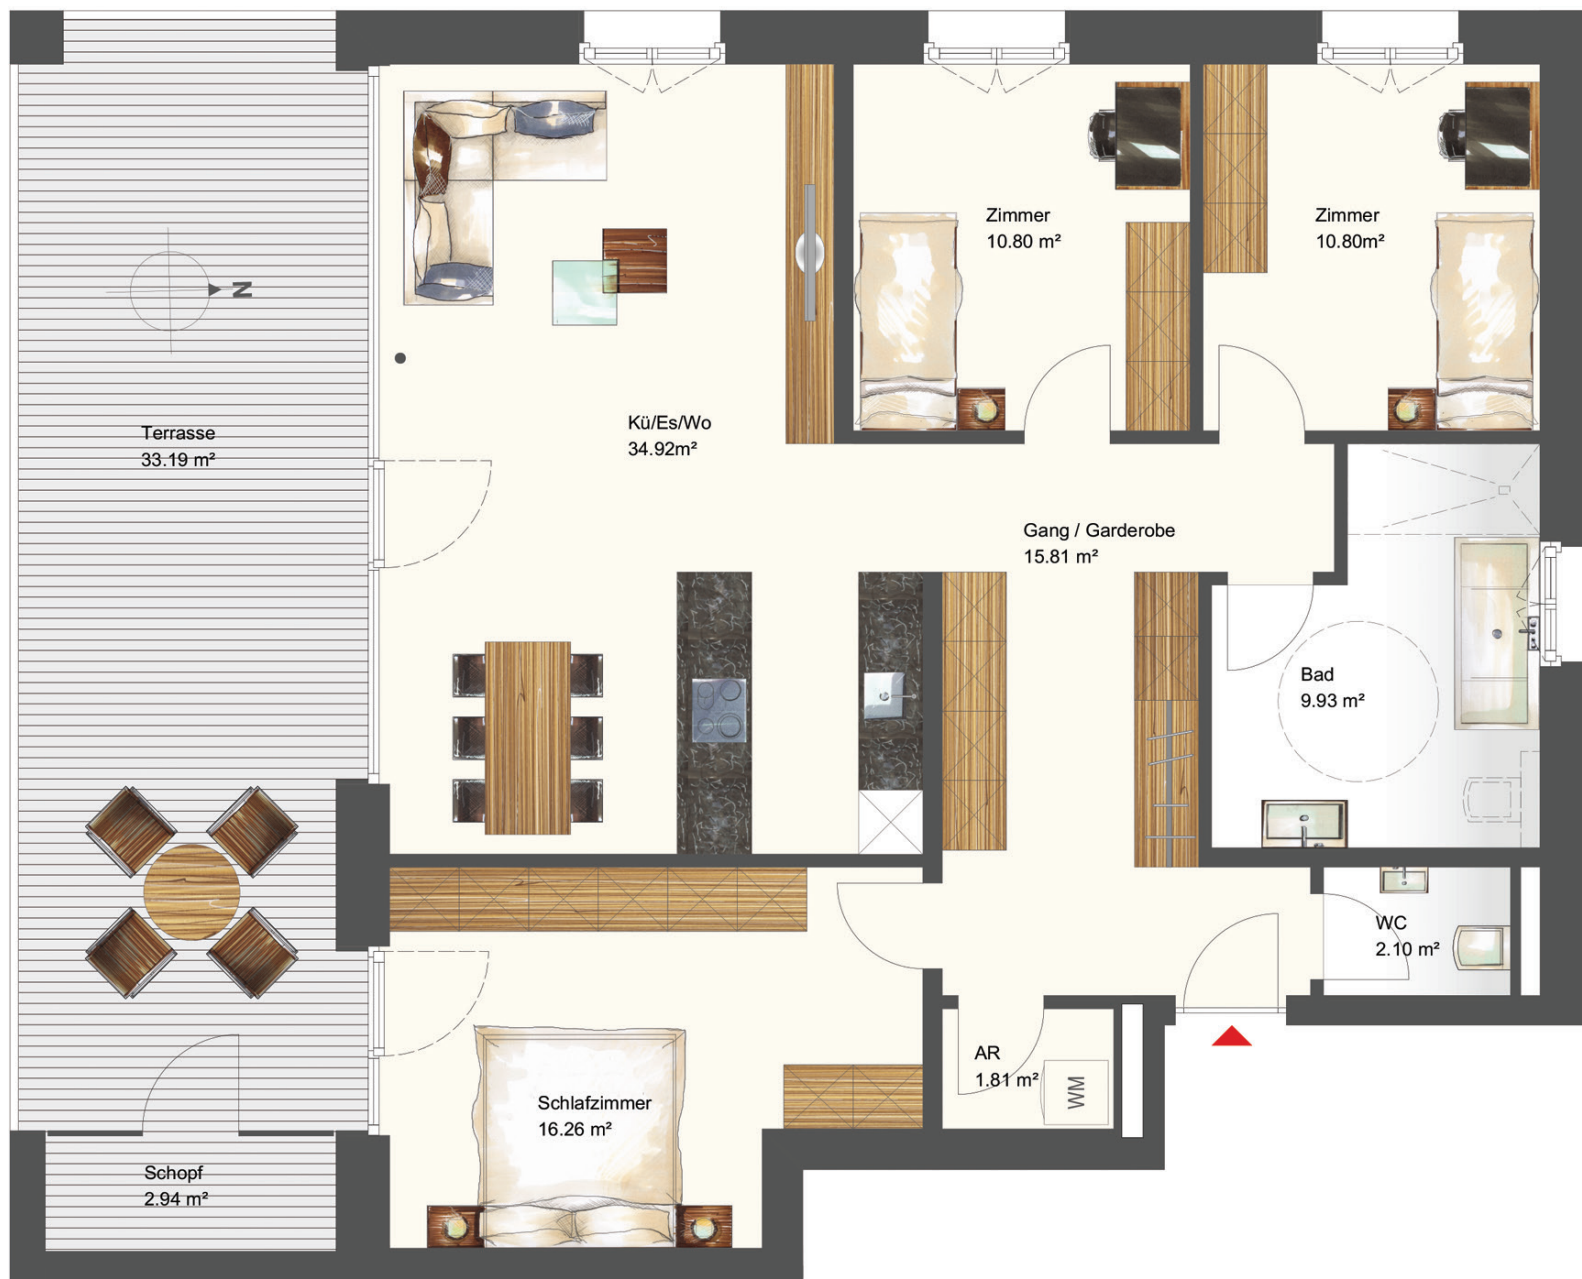 Zimmer
10.80 m²
Zimmer
10.80m²
N
Terrasse
33.19 m²
Kü/Es/Wo
34.92m²
Gang / Garderobe
15.81 m²
Bad
9.93 m²
WC
2.10 m²
AR
1.81 m²
WM
Schlafzimmer
16.26 m²
Schopf
2.94 m²